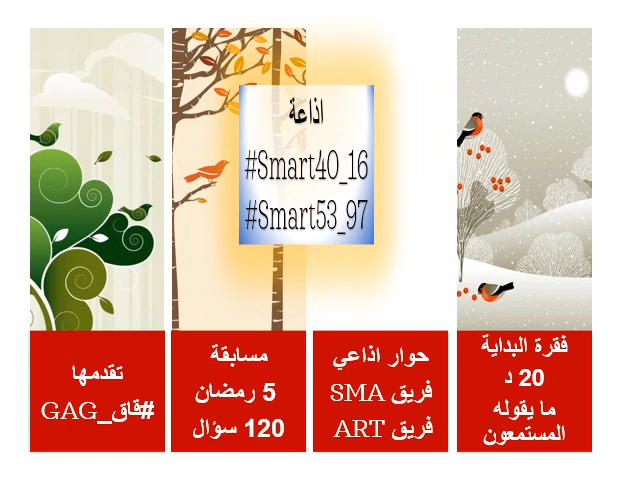 اذاعة
#Smart40_16
#Smart53_97
فقرة البداية
20 د
ما يقوله
المستمعون
حوار اذاعي
فريق SMA
فريق ART
مسابقة
5 رمضان
120 سؤال
تقدمها
#قاق_GAG